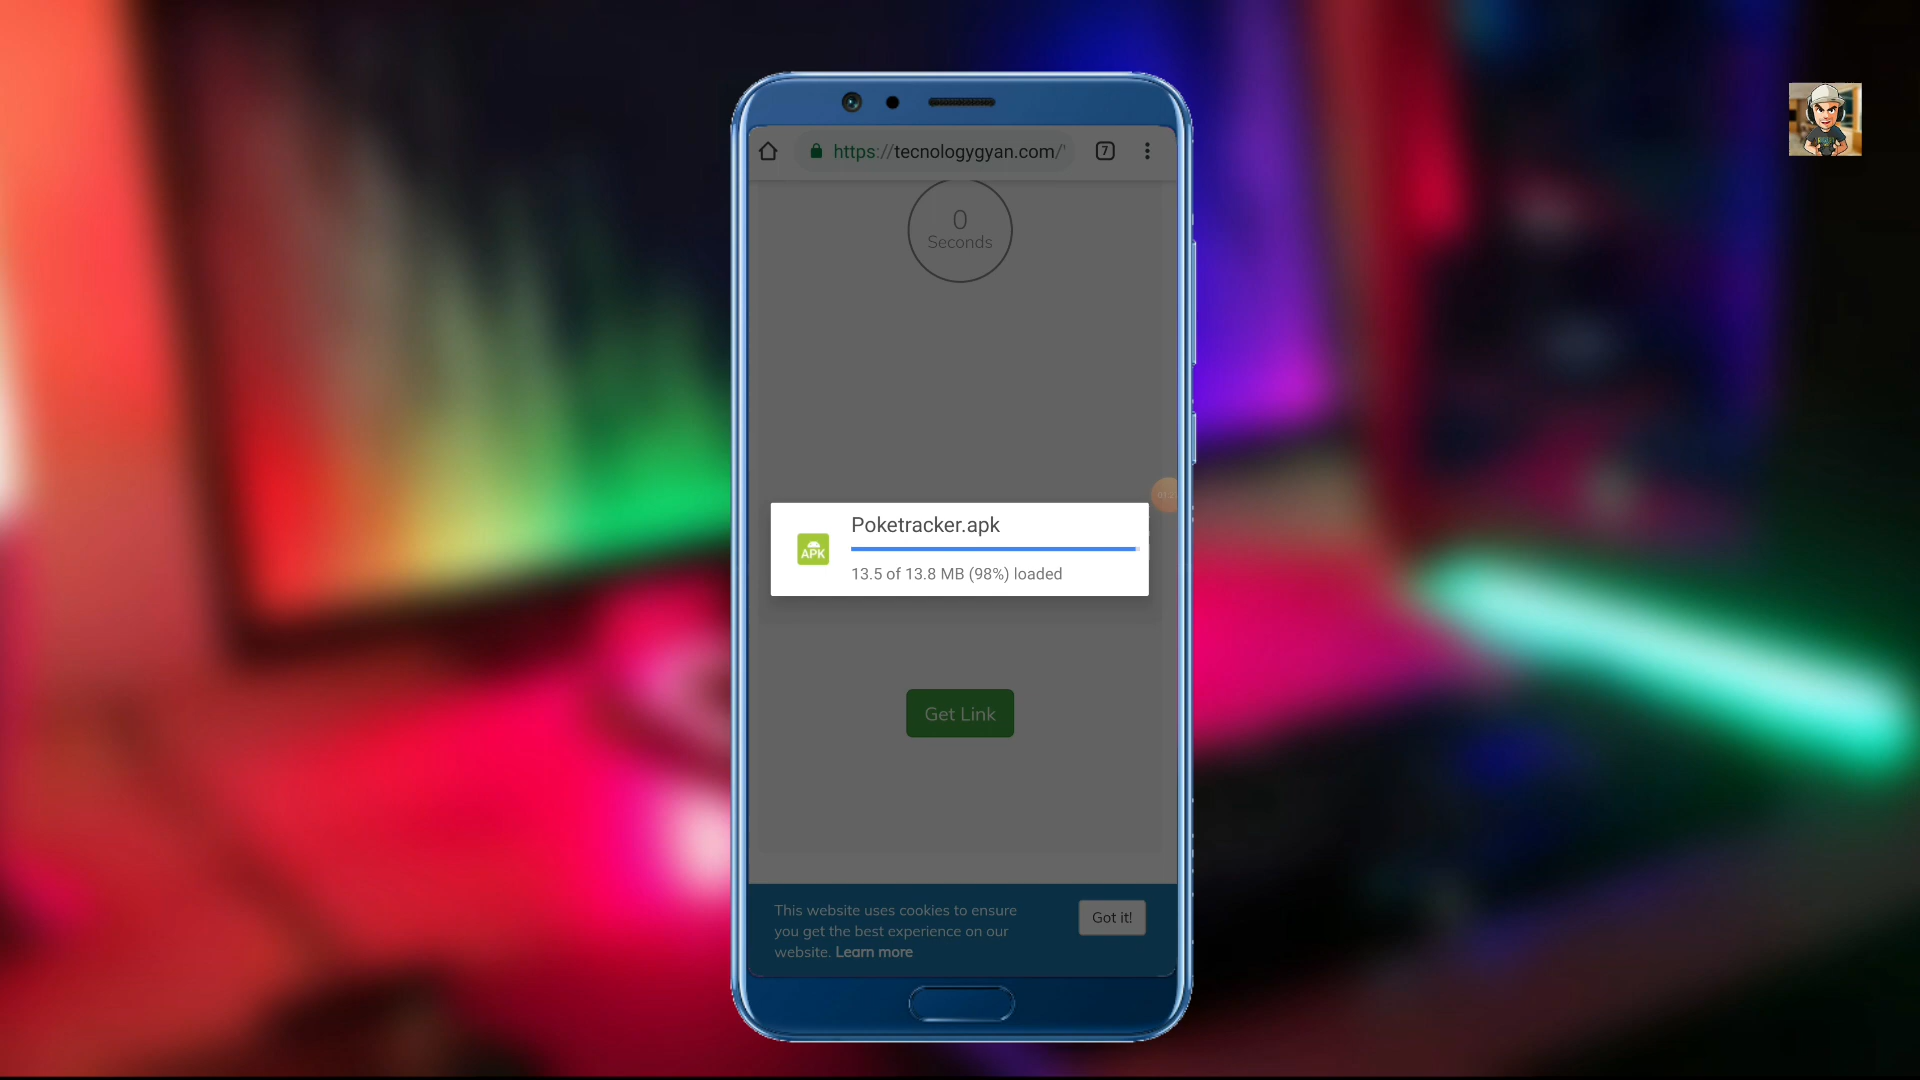 https://tecnologygyan.com/
7
0
Seconds
Poketracker.apk
APK
13.5 of 13.8 MB (98%) loaded
Get Link
This website uses cookies to ensure
you get the best experience on our
website. Learn more
Got it!